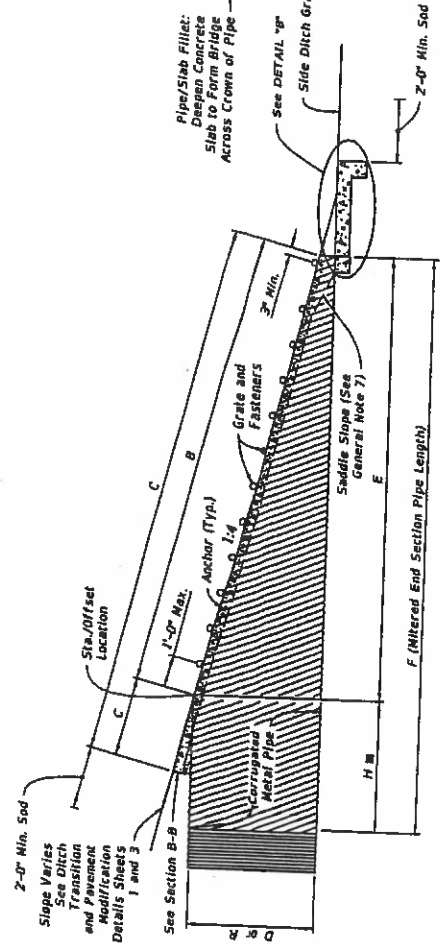 2'-0" Min. Sod
Slope Varies
See Ditch
Transition
and Pavement
Modification
Details Sheets
1 and 3
Sta./Offset
Location
See Section B-B
C
C
B
1'-0" Max.
Anchor (Typ.)
1:4
Grate and
Fasteners
3" Min.
Pipe/Slab Fillet:
Deepen Concrete
Slab to Form Bridge
Across Crown of Pipe
See DETAIL "B"
Side Ditch Gr
2'-0" Min. Sod
Corrugated
Metal Pipe
Saddle Slope (See
General Note 7)
D or R
H
E
F (Mitered End Section Pipe Length)